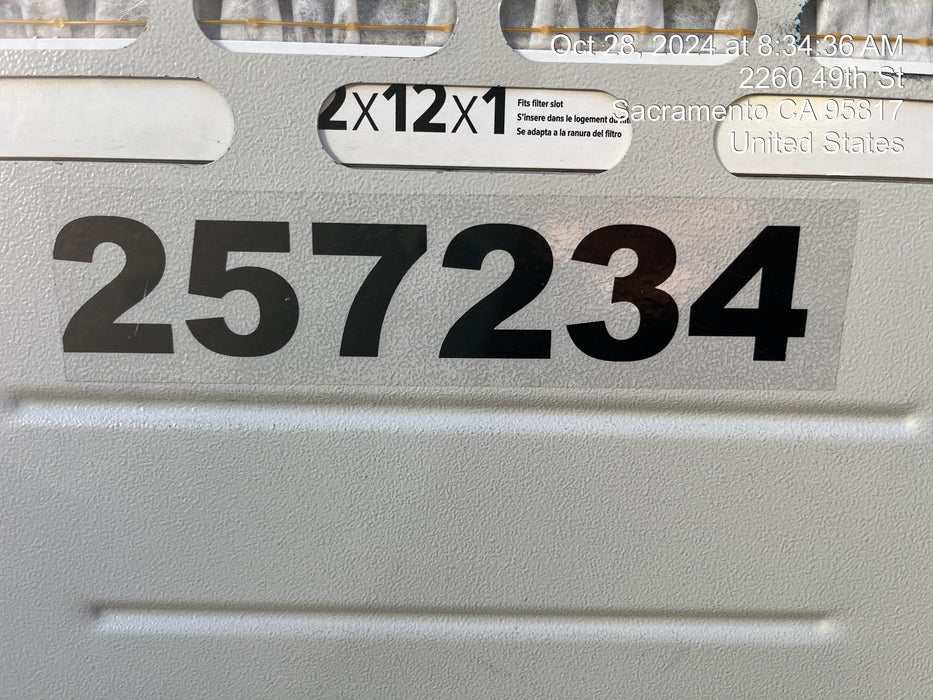 Oct 28, 2024 at 8:34:36 AM
2260 49th St
Sacramento CA 95817
United States
2x12x1
Fits filter slot
S'insere dans le logement du
Se adapta a la ranura del filtro
257234